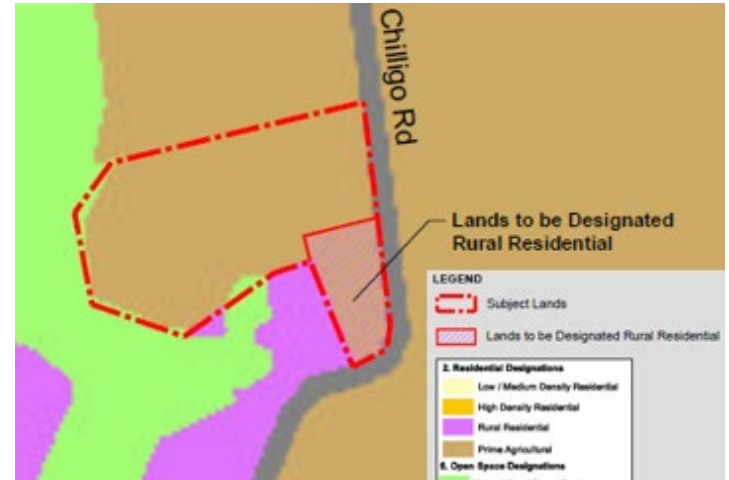 Chilligo Rd
Lands to be Designated
Rural Residential
LEGEND
Subject Lands
Lands to be Designated Rural Residential
2. Residential Designations
Low / Medium Density Residential
High Density Residential
Rural Residential
Prime Agricultural
6. Open Space Designations